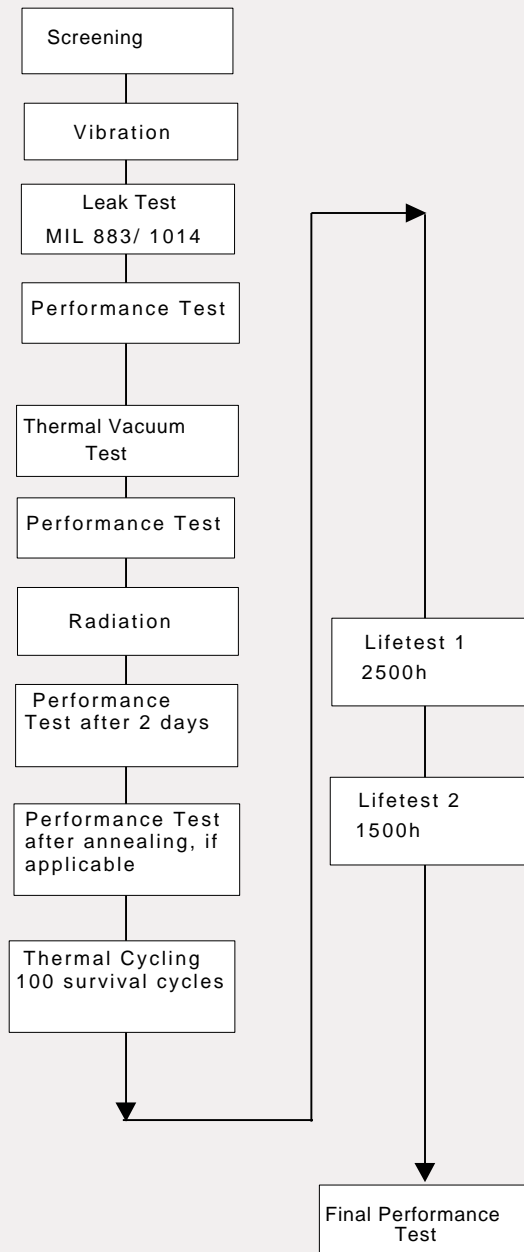 Screening
Vibration
Leak Test
MIL 883/ 1014
Performance Test
Thermal Vacuum
Test
Performance Test
Radiation
Performance
Test after 2 days
Performance Test
after annealing, if
applicable
Thermal Cycling
100 survival cycles
Lifetest 1
2500h
Lifetest 2
1500h
Final Performance
Test